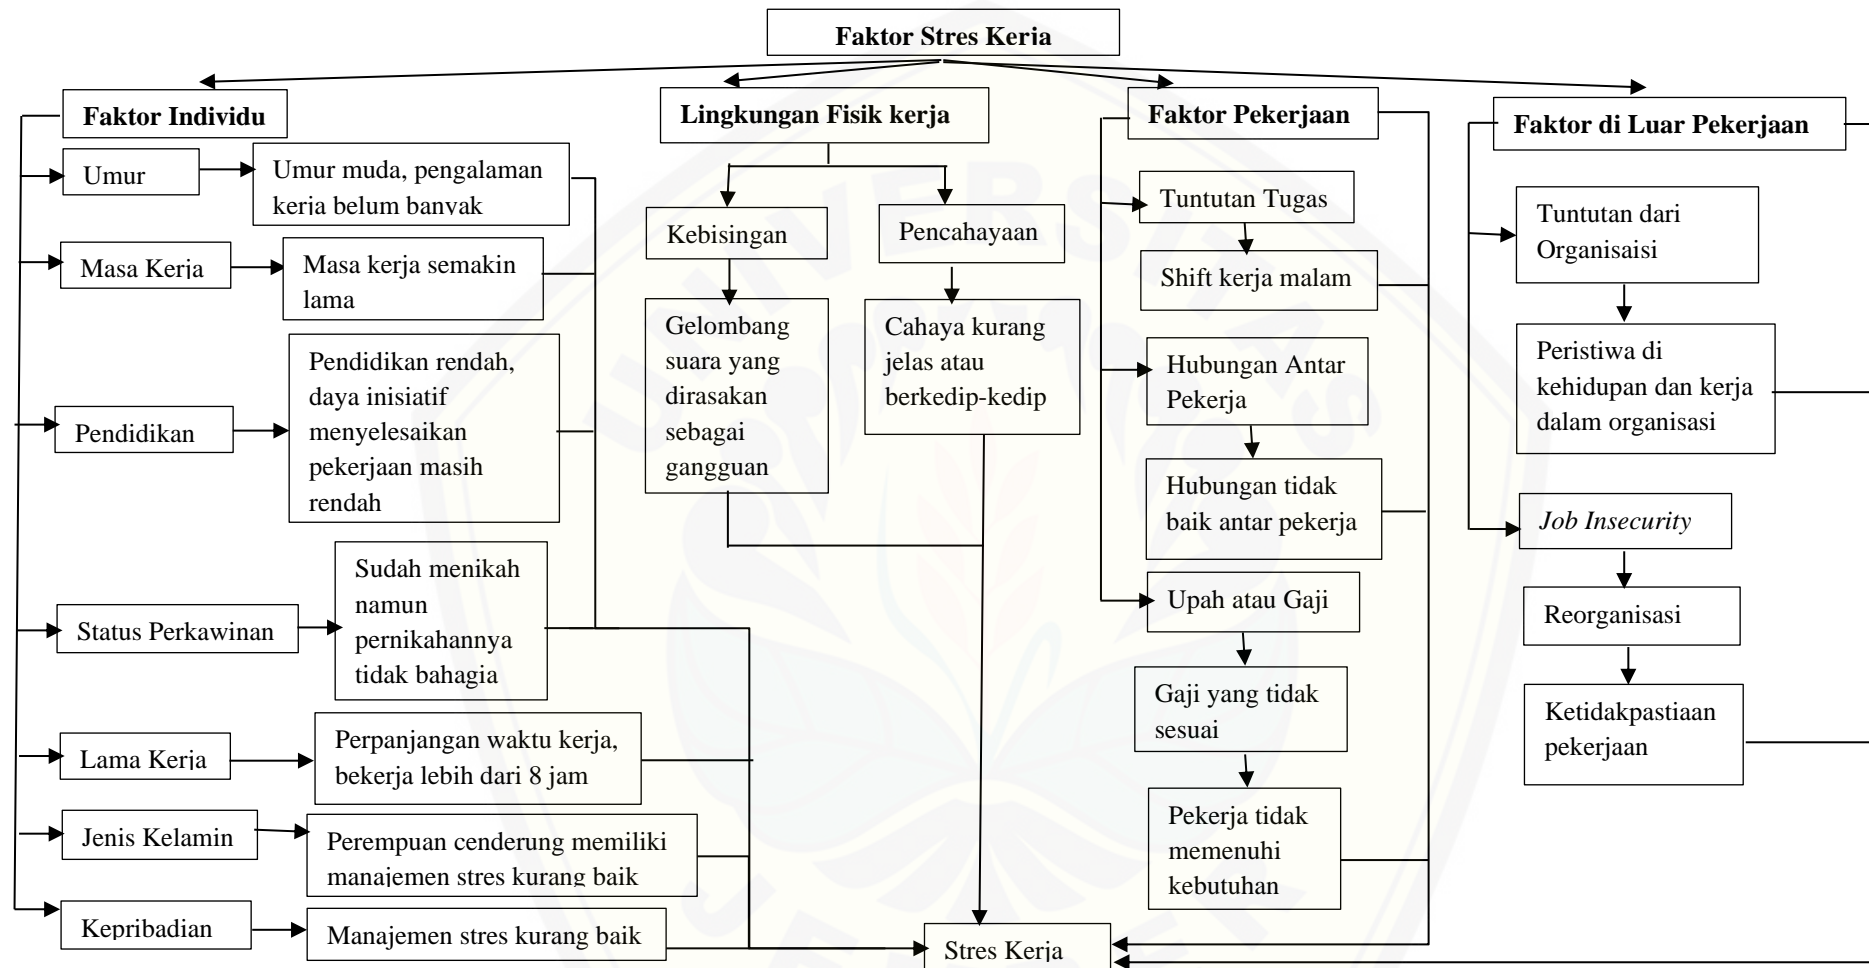 Faktor Stres Kerja
Faktor Individu
Umur
Umur muda, pengalaman
kerja belum banyak
Masa Kerja
Masa kerja semakin
lama
Pendidikan
Pendidikan rendah,
daya inisiatif
menyelesaikan
pekerjaan masih
rendah
Status Perkawinan
Sudah menikah
namun
pernikahannya
tidak bahagia
Lama Kerja
Perpanjangan waktu kerja,
bekerja lebih dari 8 jam
Jenis Kelamin
Perempuan cenderung memiliki
manajemen stres kurang baik
Kepribadian
Manajemen stres kurang baik
Lingkungan Fisik kerja
Kebisingan
Gelombang
suara yang
dirasakan
sebagai
gangguan
Pencahayaan
Cahaya kurang
jelas atau
berkedip-kedip
Faktor Pekerjaan
Tuntutan Tugas
Shift kerja malam
Hubungan Antar
Pekerja
Hubungan tidak
baik antar pekerja
Upah atau Gaji
Gaji yang tidak
sesuai
Pekerja tidak
memenuhi
kebutuhan
Faktor di Luar Pekerjaan
Tuntutan dari
Organisaisi
Peristiwa di
kehidupan dan kerja
dalam organisasi
Job Insecurity
Reorganisasi
Ketidakpastiaan
pekerjaan
Stres Kerja
UNIVERSITAS